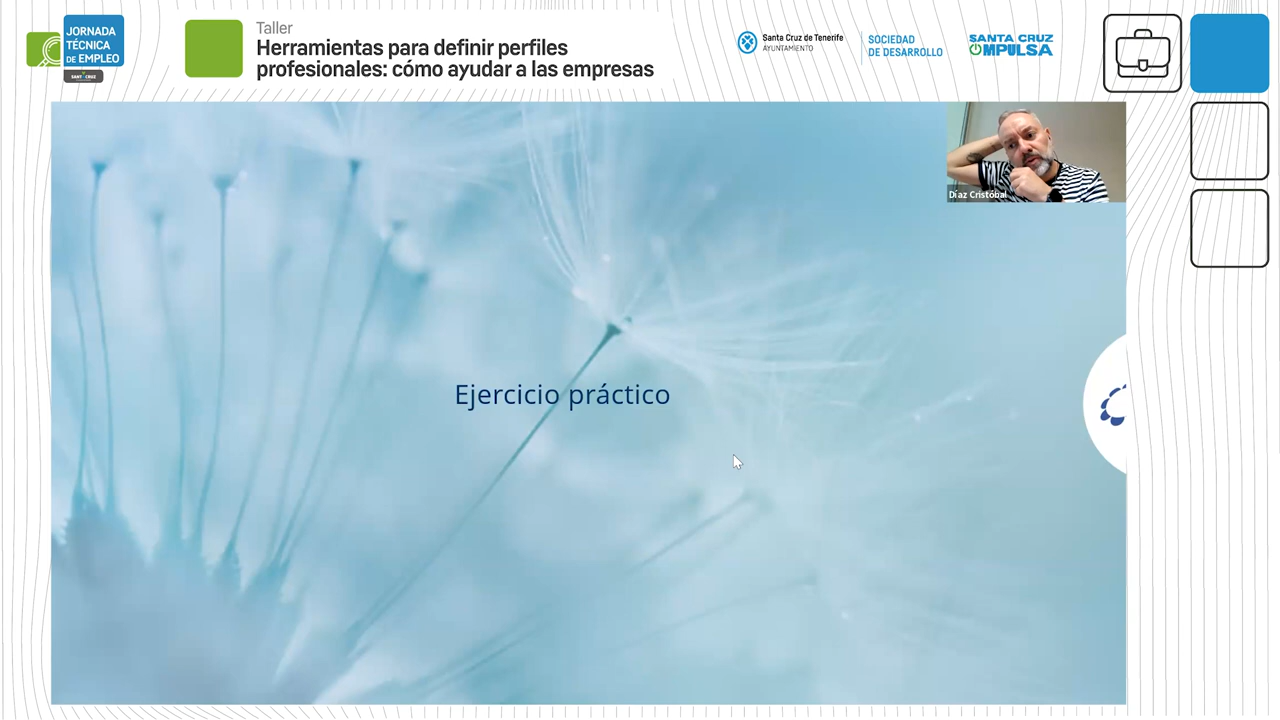 JORNADA
TÉCNICA
DE EMPLEO
Taller
Herramientas para definir perfiles
profesionales: cómo ayudar a las empresas
Santa Cruz de Tenerife
AYUNTAMIENTO
SOCIEDAD
DE DESARROLLO
SANTA CRUZ
MPULSA
Díaz Cristóbal
Ejercicio práctico